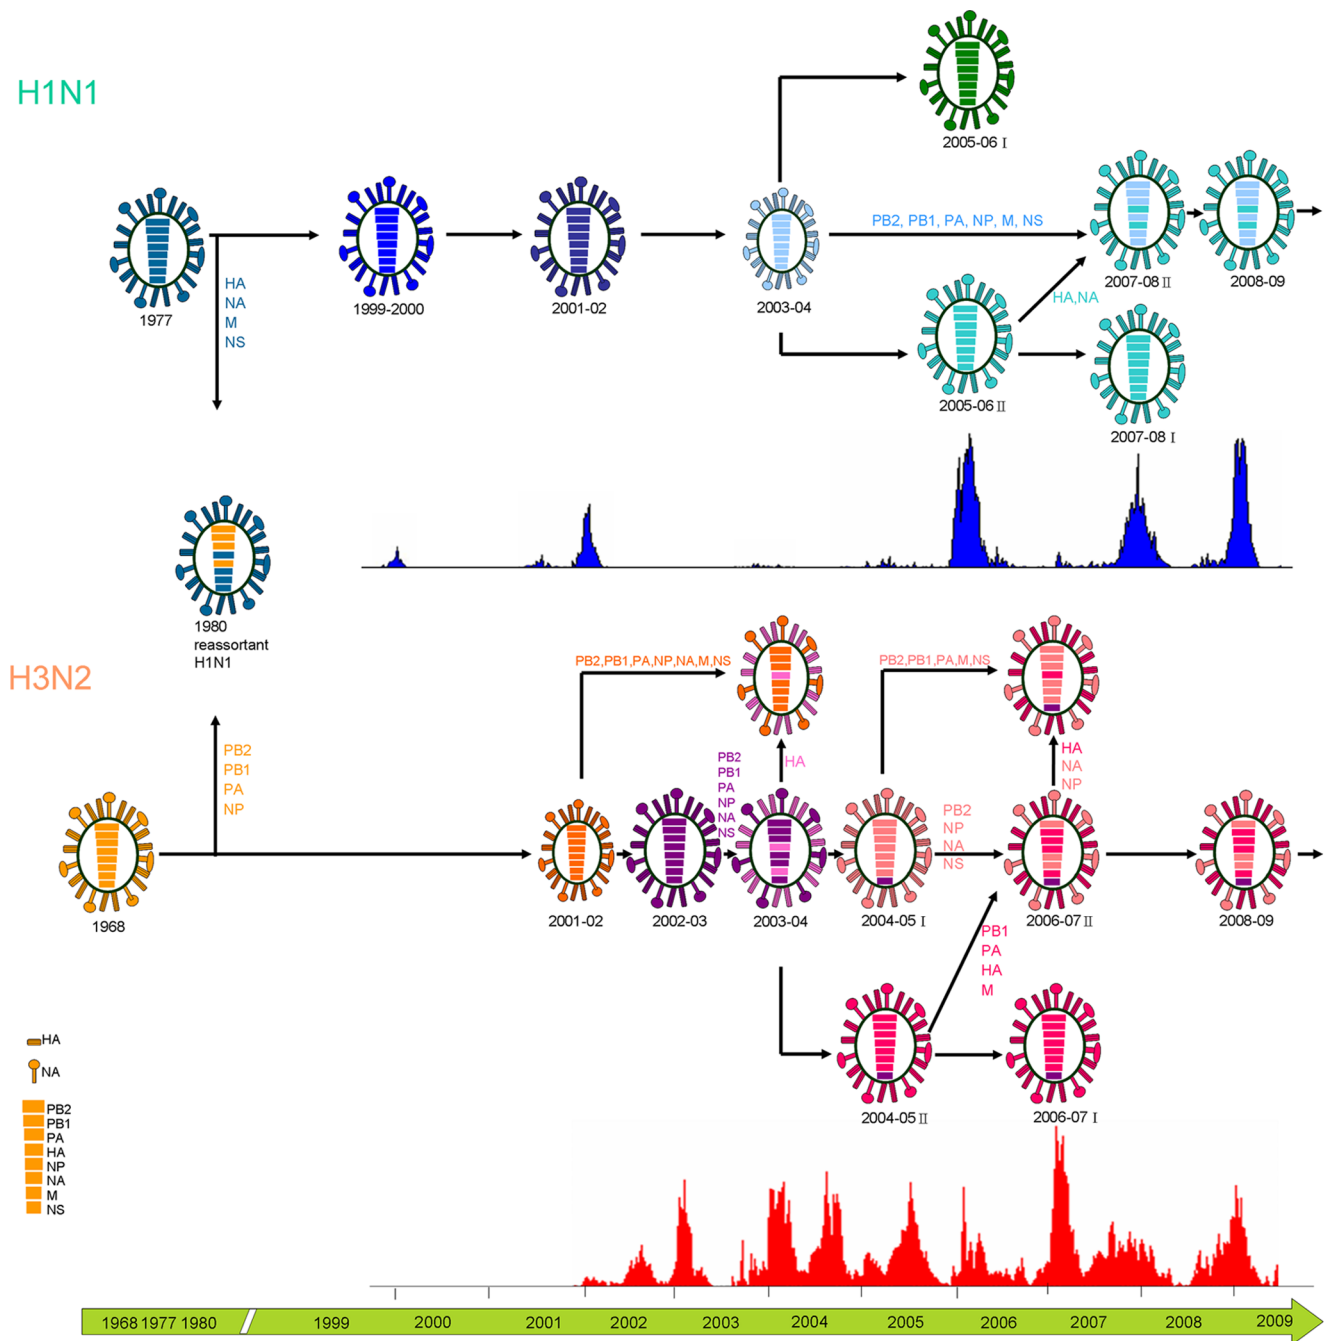 H1N1
2005-06 I
PB2, PB1, PA, NP, M, NS
1977
HA
NA
M
NS
1999-2000
2001-02
2003-04
2007-08 II
2008-09
HA,NA
2005-06 II
2007-08 I
1980
reassortant
H1N1
H3N2
PB2,PB1,PA,NP,NA,M,NS
PB2,PB1,PA,M,NS
PB2
PB1
PA
NP
PB2
PB1
PA
NP
NA
NS
HA
HA
NA
NP
PB2
NP
NA
NS
1968
2001-02
2002-03
2003-04
2004-05 I
2006-07 II
2008-09
PB1
PA
HA
M
2004-05 II
2006-07 I
HA
NA
PB2
PB1
PA
HA
NP
NA
M
NS
1968 1977 1980 1999 2000 2001 2002 2003 2004 2005 2006 2007 2008 2009